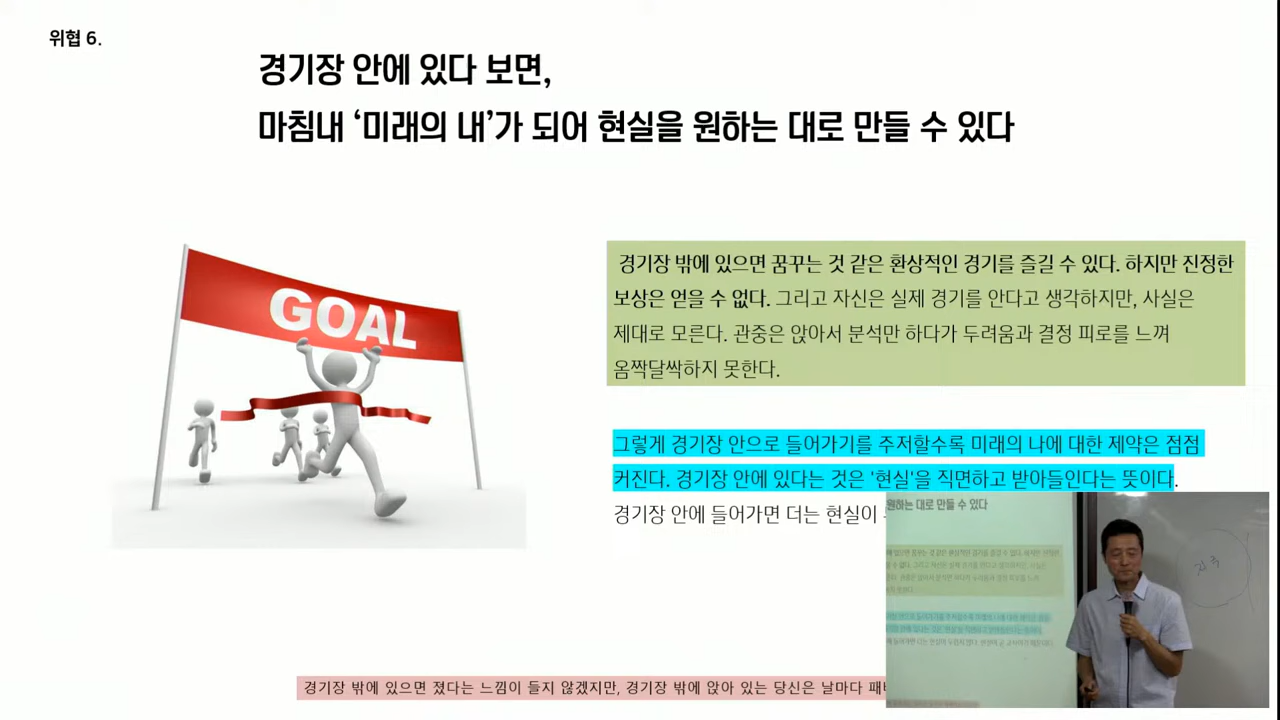 위협 6.
경기장 안에 있다 보면,
마침내 ‘미래의 내’가 되어 현실을 원하는 대로 만들 수 있다
GOAL
경기장 밖에 있으면 꿈꾸는 것 같은 환상적인 경기를 즐길 수 있다. 하지만 진정한
보상은 얻을 수 없다. 그리고 자신은 실제 경기를 안다고 생각하지만, 사실은
제대로 모른다. 관중은 앉아서 분석만 하다가 두려움과 결정 피로를 느껴
옴짝달싹하지 못한다.
그렇게 경기장 안으로 들어가기를 주저할수록 미래의 나에 대한 제약은 점점
커진다. 경기장 안에 있다는 것은 '현실'을 직면하고 받아들인다는 뜻이다.
경기장 안에 들어가면 더는 현실이
원하는 대로 만들 수 있다
경기장 밖에 있으면 졌다는 느낌이 들지 않겠지만, 경기장 밖에 앉아 있는 당신은 날마다